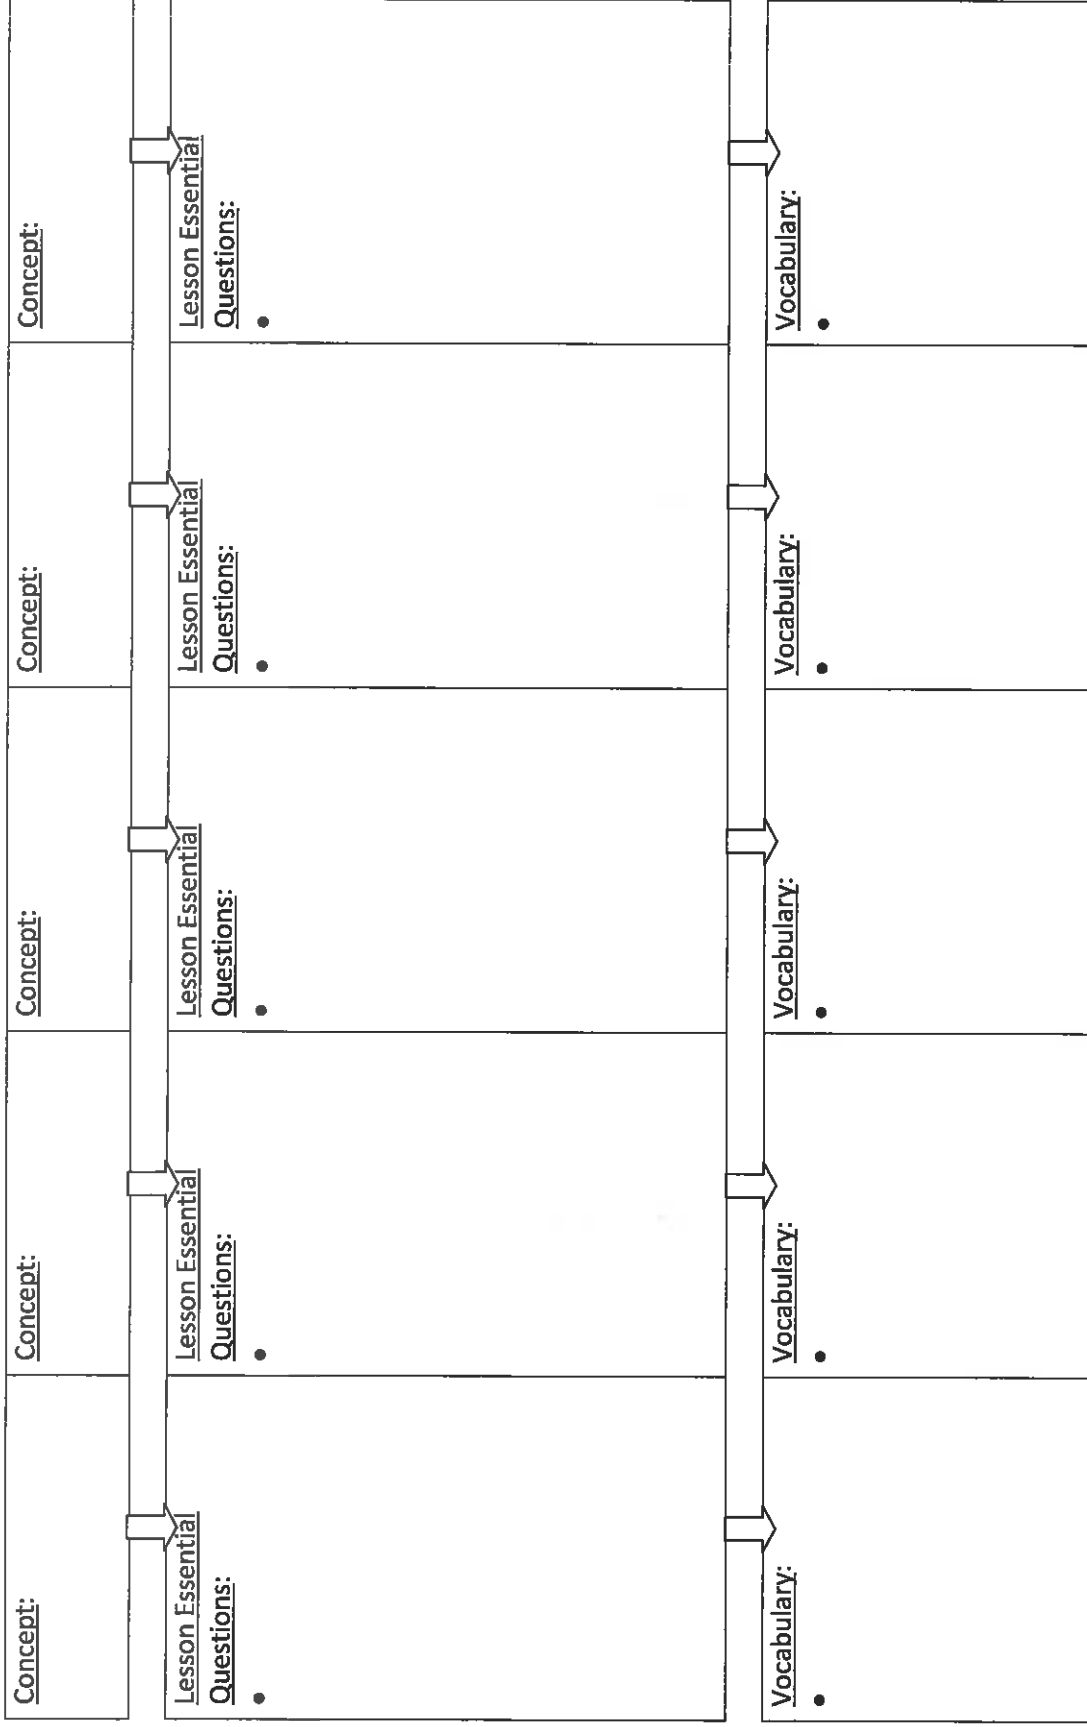 Concept:
Concept:
Concept:
Concept:
Concept:
Lesson Essential
Questions:
•
Lesson Essential
Questions:
•
Lesson Essential
Questions:
•
Lesson Essential
Questions:
•
Lesson Essential
Questions:
•
Vocabulary:
•
Vocabulary:
•
Vocabulary:
•
Vocabulary:
•
Vocabulary:
•